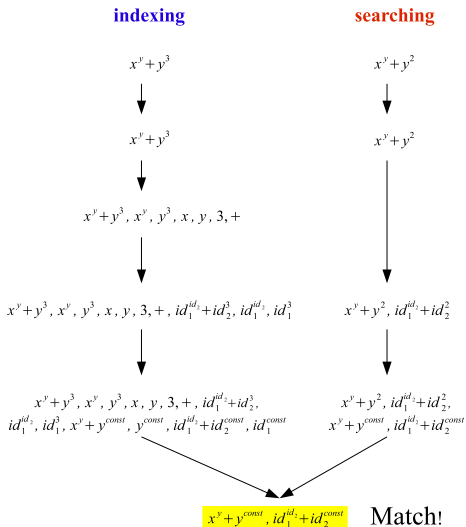 indexing searching
x^y + y^3 x^y + y^2
x^y + y^3 x^y + y^2
x^y + y^3, x^y, y^3, x, y, 3, +
x^y + y^3, x^y, y^3, x, y, 3, +, id_1^{id_2} + id_2^3, id_1^{id_2}, id_1^3 x^y + y^2, id_1^{id_2} + id_2^2
x^y + y^3, x^y, y^3, x, y, 3, +, id_1^{id_2} + id_2^3, x^y + y^2, id_1^{id_2} + id_2^2,
id_1^{id_2}, id_1^3, x^y + y^{const}, y^{const}, id_1^{id_2} + id_2^{const}, id_1^{const} x^y + y^{const}, id_1^{id_2} + id_2^{const}
x^y + y^{const}, id_1^{id_2} + id_2^{const} Match!